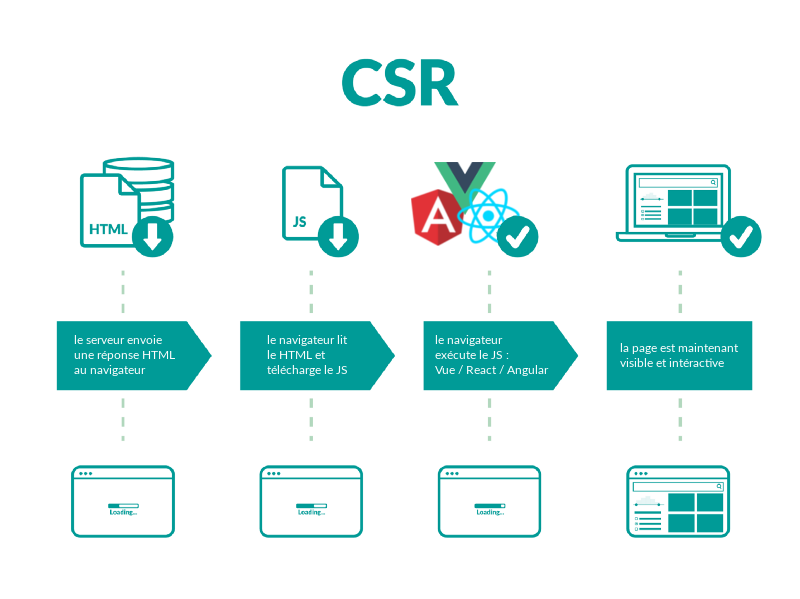 CSR
HTML
JS
le serveur envoie
une réponse HTML
au navigateur
le navigateur lit
le HTML et
télécharge le JS
le navigateur
exécute le JS :
Vue / React / Angular
la page est maintenant
visible et intéractive
Loading...
Loading...
Loading...